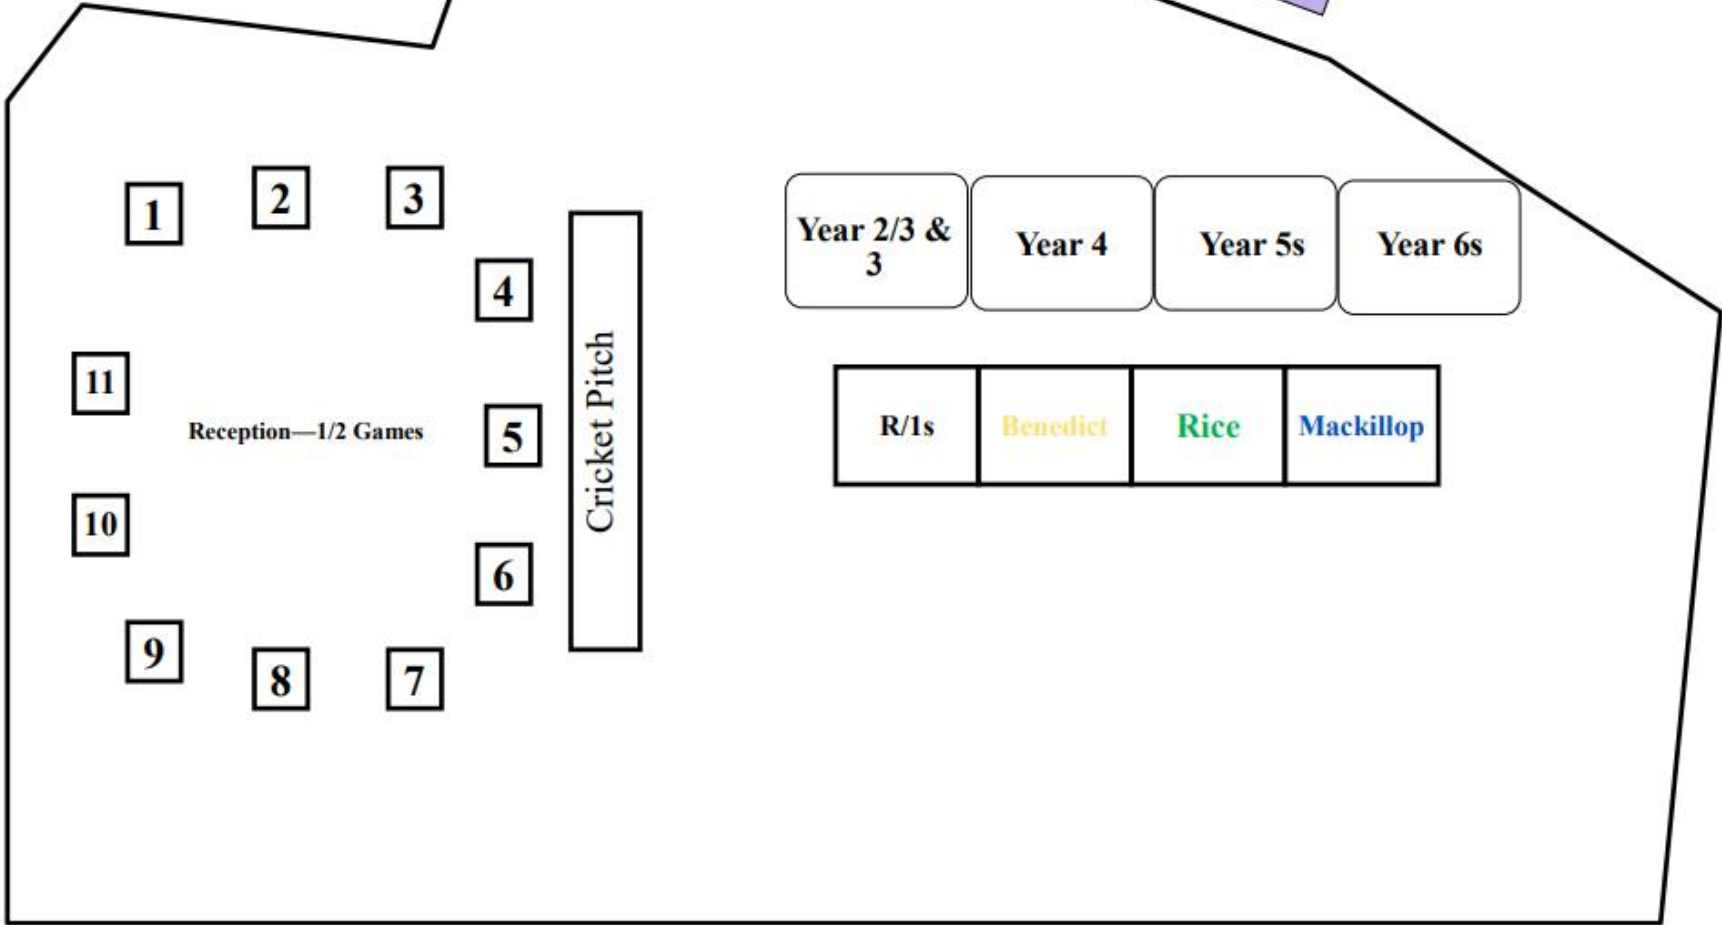 1
2
3
4
11
Reception—1/2 Games
5
10
6
9
8
7
Cricket Pitch
Year 2/3 &
3
Year 4
Year 5s
Year 6s
R/1s
Benedict
Rice
Mackillop